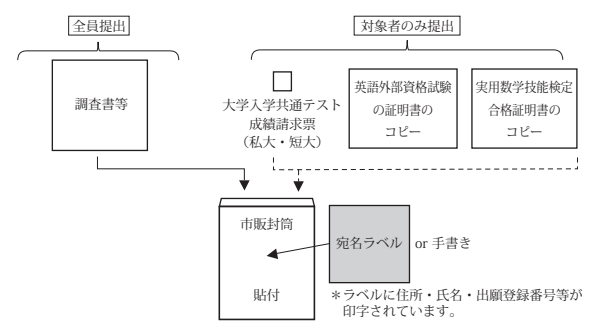 全員提出
対象者のみ提出
調査書等
大学入学共通テスト
成績請求票
（私大・短大）
英語外部資格試験
の証明書の
コピー
実用数学技能検定
合格証明書の
コピー
市販封筒
宛名ラベル
or 手書き
貼付
＊ラベルに住所・氏名・出願登録番号等が
印字されています。